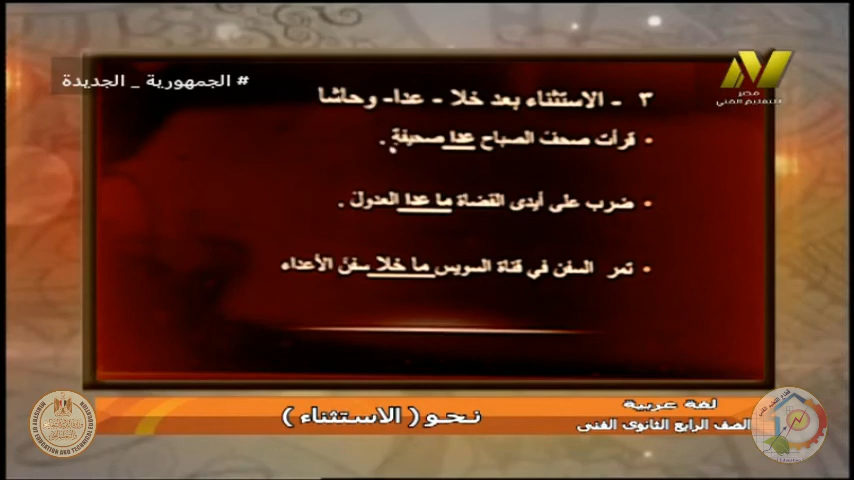 # الجمهورية _ الجديدة
مصر
التعليم الفني
٣ - الاستثناء بعد خلا - عدا - وحاشا
• قرأت صحف الصباح عدا صحيفةٍ .
• ضرب على أيدى القضاة ما عدا العدولَ .
• تمر السفن في قناة السويس ما خلا سفنَ الأعداء
لغة عربية
الصف الرابع الثانوى الفنى
نحو ( الاستثناء )